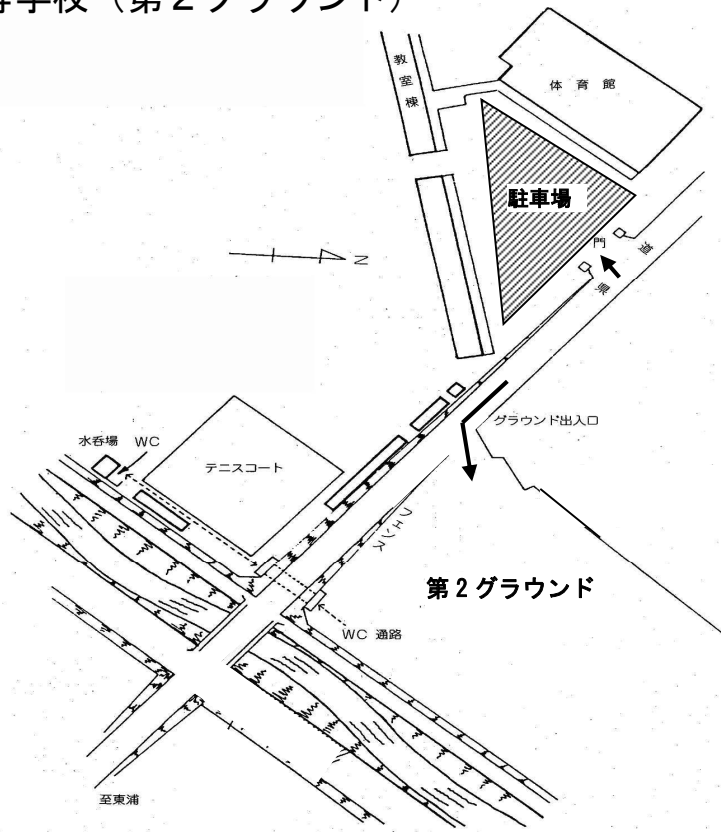 等学校（第２グラウンド）
教室棟
体育館
駐車場
門
県道
N
グラウンド出入口
水呑場 WC
テニスコート
フェンス
第２グラウンド
WC 通路
至東浦